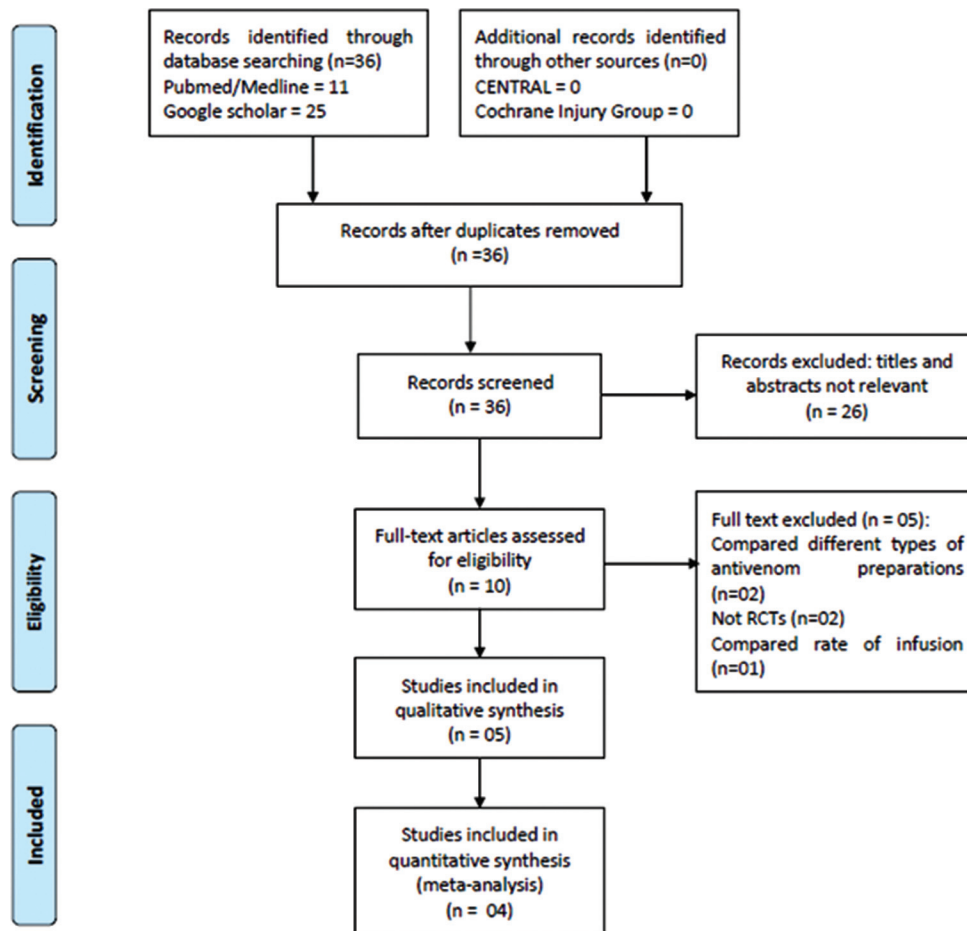 Identification
Records identified through
database searching (n=36)
Pubmed/Medline = 11
Google scholar = 25
Additional records identified
through other sources (n=0)
CENTRAL = 0
Cochrane Injury Group = 0
Records after duplicates removed
(n =36)
Screening
Records screened
(n = 36)
Records excluded: titles and
abstracts not relevant
(n = 26)
Eligibility
Full-text articles assessed
for eligibility
(n = 10)
Full text excluded (n = 05):
Compared different types of
antivenom preparations
(n=02)
Not RCTs (n=02)
Compared rate of infusion
(n=01)
Studies included in
qualitative synthesis
(n = 05)
Included
Studies included in
quantitative synthesis
(meta-analysis)
(n = 04)